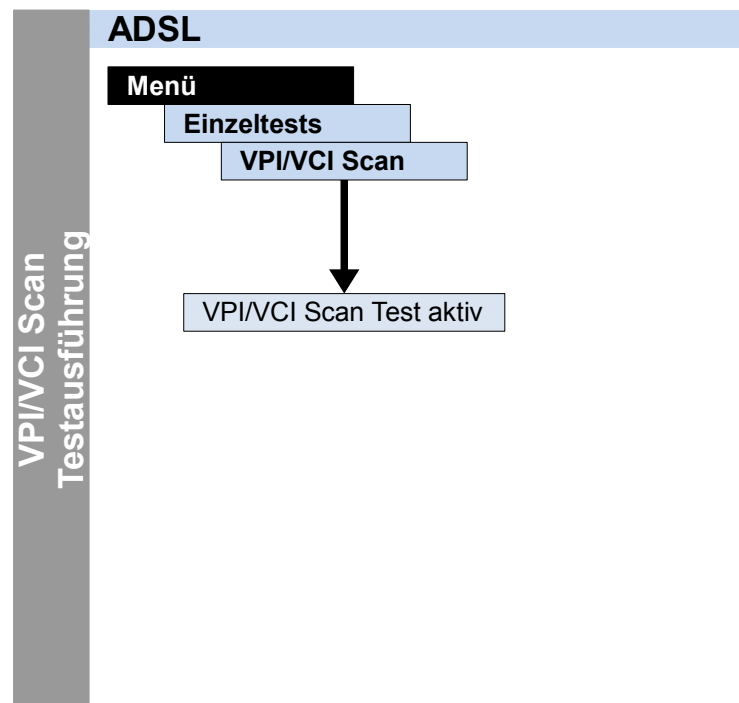 ADSL
Menü
Einzeltests
VPI/VCI Scan
VPI/VCI Scan Test aktiv
VPI/VCI Scan
Testausführung